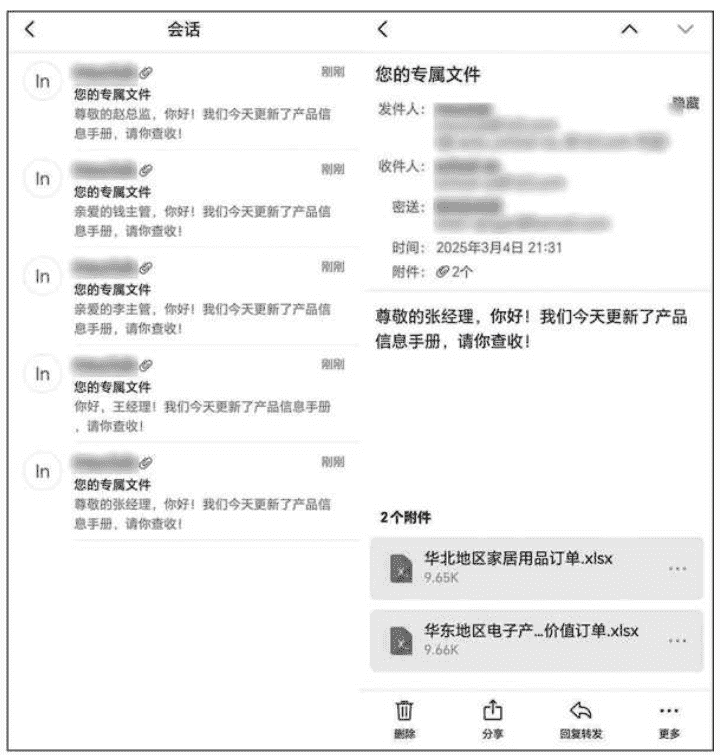 会话
In
刚刚
您的专属文件
尊敬的赵总监，你好！我们今天更新了产品信
息手册，请你查收！
In
刚刚
您的专属文件
亲爱的钱主管，你好！我们今天更新了产品信
息手册，请你查收！
In
刚刚
您的专属文件
亲爱的李主管，你好！我们今天更新了产品信
息手册，请你查收！
In
刚刚
您的专属文件
你好，王经理！我们今天更新了产品信息手册
，请你查收！
In
刚刚
您的专属文件
尊敬的张经理，你好！我们今天更新了产品信
息手册，请你查收！
您的专属文件
发件人：
隐藏
收件人：
密送：
时间： 2025年3月4日 21:31
附件： 2个
尊敬的张经理，你好！我们今天更新了产品
信息手册，请你查收！
2个附件
华北地区家居用品订单.xlsx
9.65K
华东地区电子产...价值订单.xlsx
9.66K
删除 分享 回复转发 更多